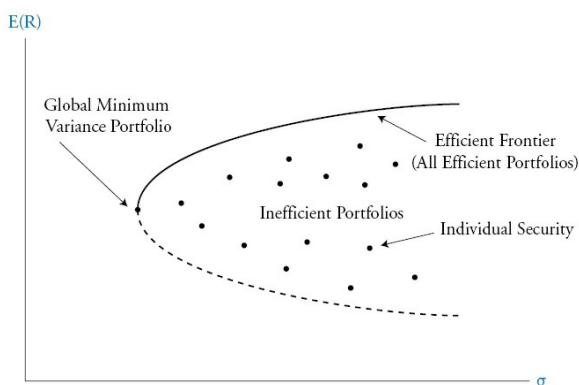 E(R)
Global Minimum
Variance Portfolio
Efficient Frontier
(All Efficient Portfolios)
Inefficient Portfolios
Individual Security
σ